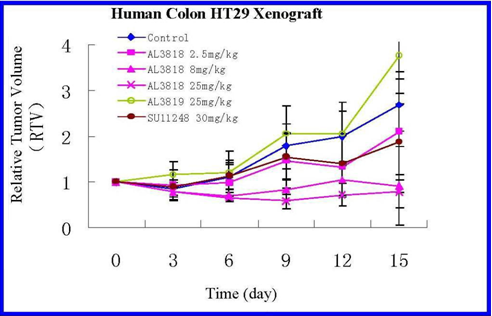 Human Colon HT29 Xenograft
Relative Tumor Volume
(RTV)
4
3
2
1
0
Control
AL3818 2.5mg/kg
AL3818 8mg/kg
AL3818 25mg/kg
AL3819 25mg/kg
SU11248 30mg/kg
0 3 6 9 12 15
Time (day)